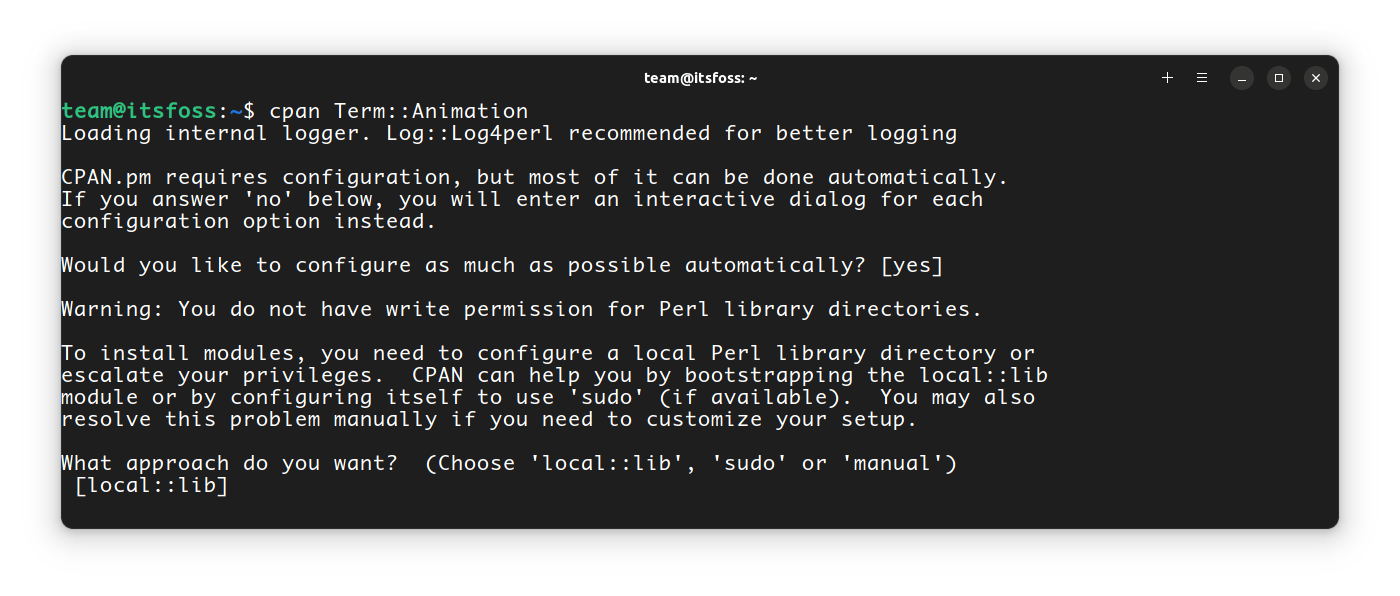 team@itsfoss: ~
team@itsfoss:~$ cpan Term::Animation
Loading internal logger. Log::Log4perl recommended for better logging
CPAN.pm requires configuration, but most of it can be done automatically.
If you answer 'no' below, you will enter an interactive dialog for each
configuration option instead.
Would you like to configure as much as possible automatically? [yes]
Warning: You do not have write permission for Perl library directories.
To install modules, you need to configure a local Perl library directory or
escalate your privileges.  CPAN can help you by bootstrapping the local::lib
module or by configuring itself to use 'sudo' (if available).  You may also
resolve this problem manually if you need to customize your setup.
What approach do you want?  (Choose 'local::lib', 'sudo' or 'manual')
[local::lib]